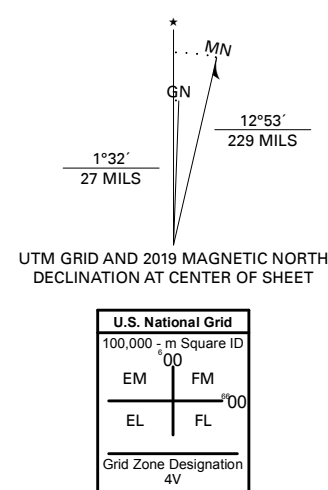 ★
MN
GN
12°53´
229 MILS
1°32´
27 MILS
UTM GRID AND 2019 MAGNETIC NORTH
DECLINATION AT CENTER OF SHEET
U.S. National Grid
100,000 - m Square ID
⁶00
EM FM
⁶⁶00
EL FL
Grid Zone Designation
4V